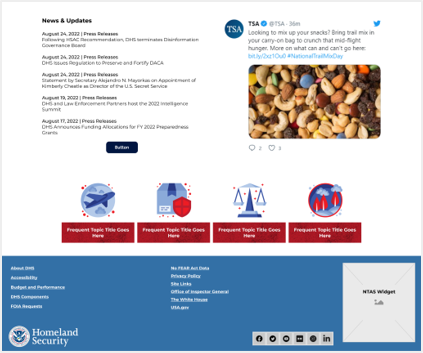 News & Updates
August 24, 2022 | Press Releases
Following HSAC Recommendation, DHS terminates Disinformation
Governance Board
August 24, 2022 | Press Releases
DHS issues Regulation to Preserve and Fortify DACA
August 24, 2022 | Press Releases
Statement by Secretary Alejandro N. Mayorkas on Appointment of
Kimberly Cheatle as Director of the U.S. Secret Service
August 19, 2022 | Press Releases
DHS and Law Enforcement Partners host the 2022 Intelligence
Summit
August 17, 2022 | Press Releases
DHS Announces Funding Allocations for FY 2022 Preparedness
Grants
Button
TSA
TSA @TSA · 36m
Looking to mix up your snacks? Bring trail mix in
your carry-on bag to crunch that mid-flight
hunger. More on what can and can't go here:
#NationalTrailMixDay
2 3
Frequent Topic Title Goes
Here
Frequent Topic Title Goes
Here
Frequent Topic Title Goes
Here
Frequent Topic Title Goes
Here
About DHS
Accessibility
Budget and Performance
DHS Components
FOIA Requests
No FEAR Act Data
Privacy Policy
Site Links
Office of Inspector General
The White House
USA.gov
NTAS Widget
Homeland
Security